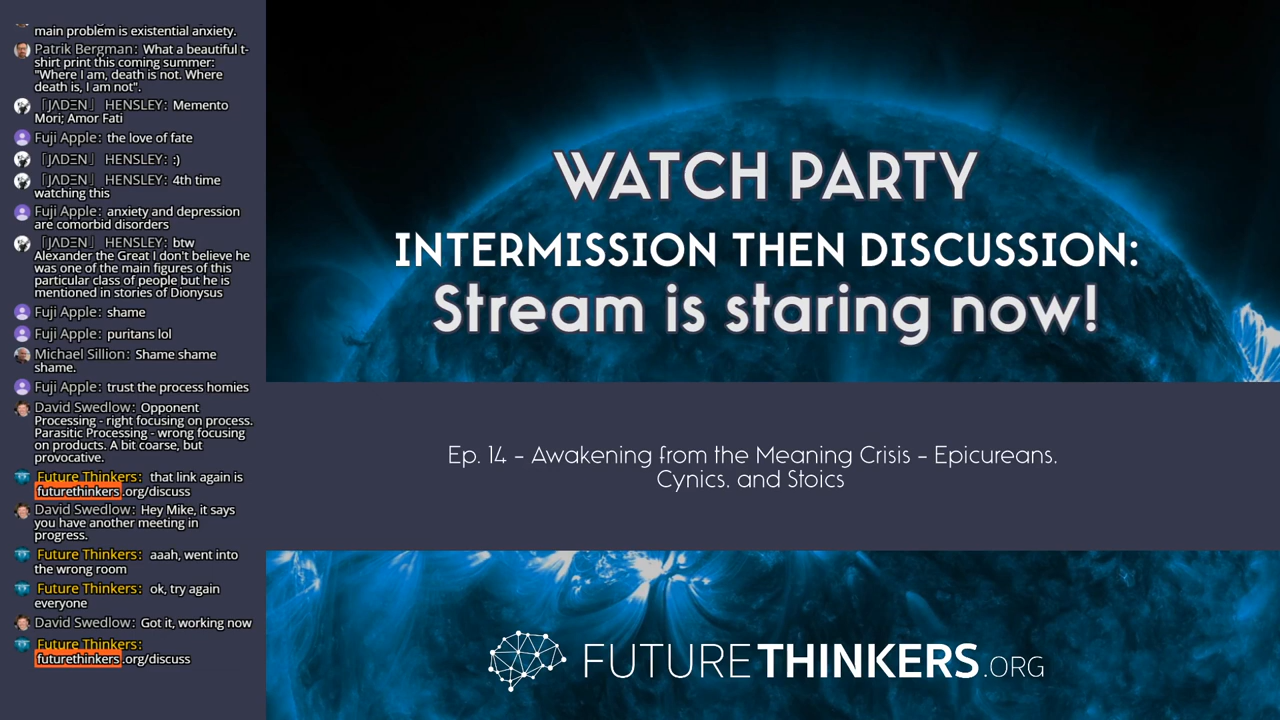 main problem is existential anxiety.
Patrik Bergman: What a beautiful t-
shirt print this coming summer:
"Where I am, death is not. Where
death is, I am not".
「JΛDΞN」 HENSLEY: Memento
Mori; Amor Fati
Fuji Apple: the love of fate
「JΛDΞN」 HENSLEY: :)
「JΛDΞN」 HENSLEY: 4th time
watching this
Fuji Apple: anxiety and depression
are comorbid disorders
「JΛDΞN」 HENSLEY: btw
Alexander the Great I don't believe he
was one of the main figures of this
particular class of people but he is
mentioned in stories of Dionysus
Fuji Apple: shame
Fuji Apple: puritans lol
Michael Sillion: Shame shame
shame.
Fuji Apple: trust the process homies
David Swedlow: Opponent
Processing - right focusing on process.
Parasitic Processing - wrong focusing
on products. A bit coarse, but
provocative.
Future Thinkers: that link again is
futurethinkers.org/discuss
David Swedlow: Hey Mike, it says
you have another meeting in
progress.
Future Thinkers: aaah, went into
the wrong room
Future Thinkers: ok, try again
everyone
David Swedlow: Got it, working now
Future Thinkers:
futurethinkers.org/discuss
WATCH PARTY
INTERMISSION THEN DISCUSSION:
Stream is staring now!
Ep. 14 - Awakening from the Meaning Crisis - Epicureans,
Cynics, and Stoics
FUTURETHINKERS.ORG